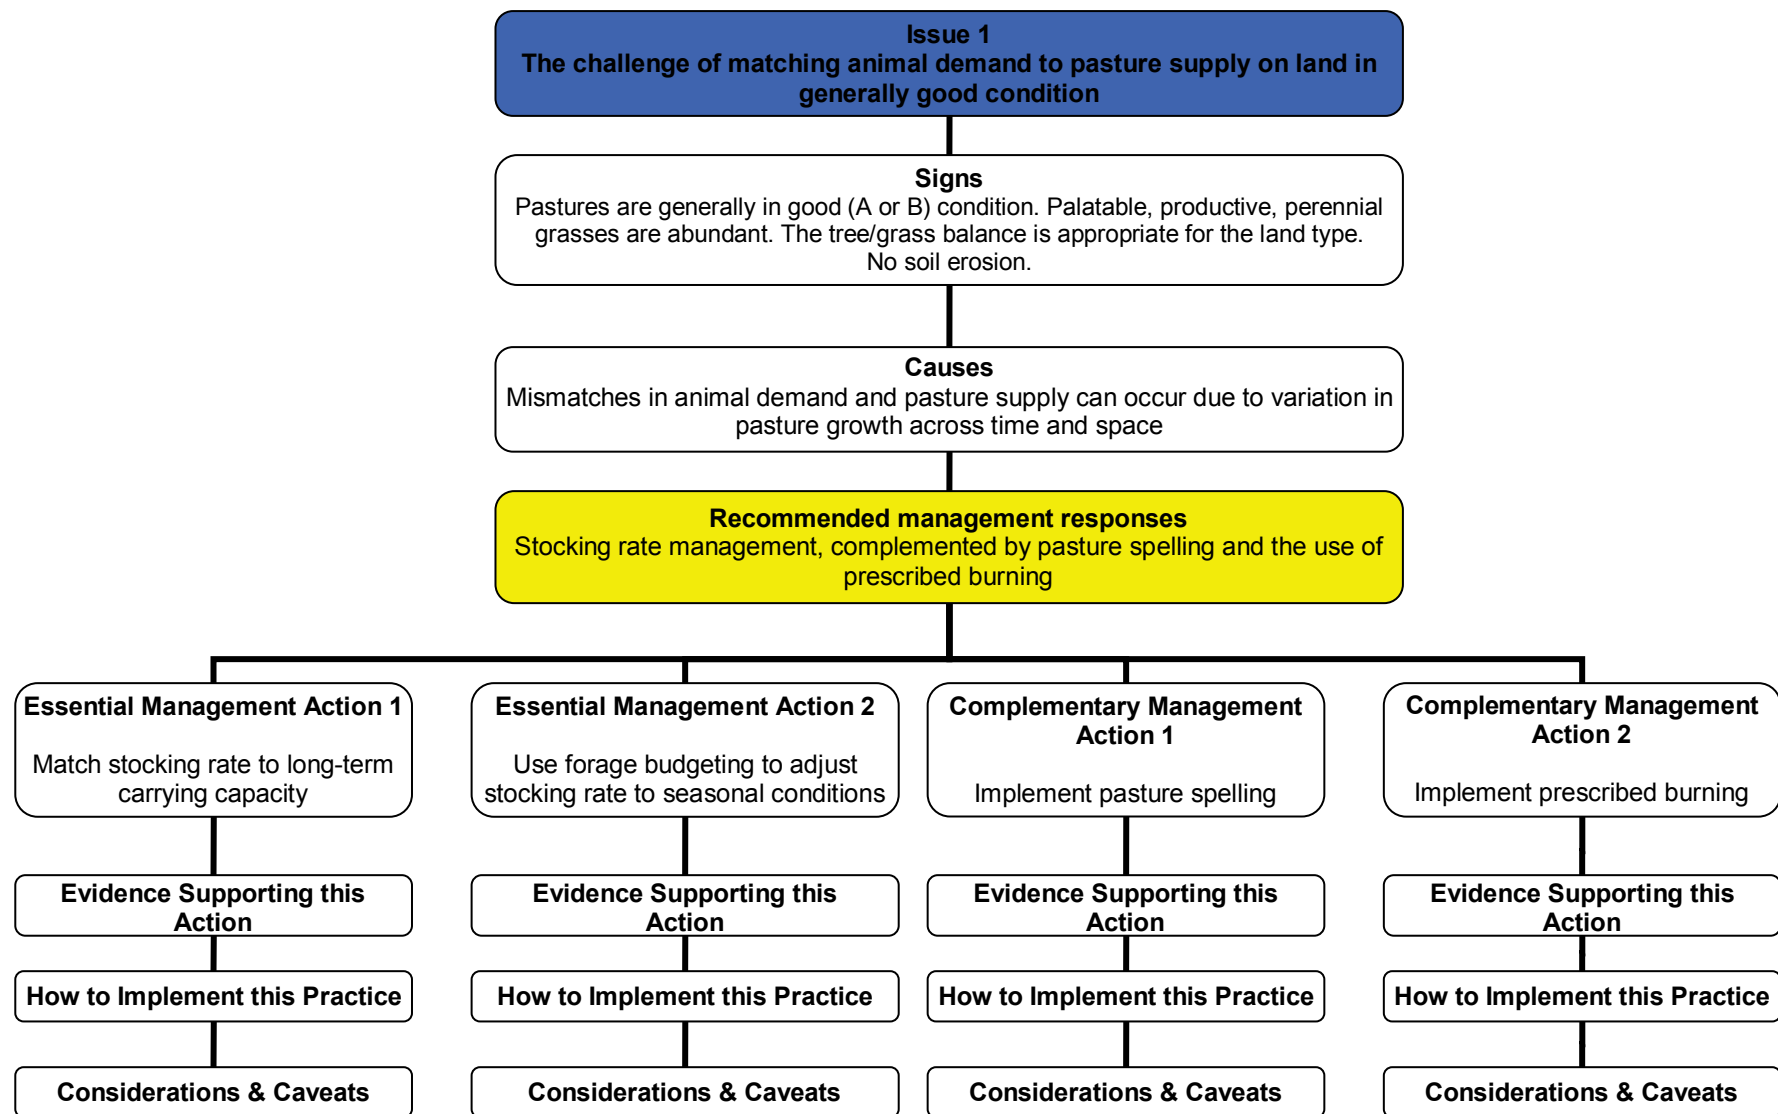 Issue 1
The challenge of matching animal demand to pasture supply on land in
generally good condition
Signs
Pastures are generally in good (A or B) condition. Palatable, productive, perennial
grasses are abundant. The tree/grass balance is appropriate for the land type.
No soil erosion.
Causes
Mismatches in animal demand and pasture supply can occur due to variation in
pasture growth across time and space
Recommended management responses
Stocking rate management, complemented by pasture spelling and the use of
prescribed burning
Essential Management Action 1
Match stocking rate to long-term
carrying capacity
Evidence Supporting this
Action
How to Implement this Practice
Considerations & Caveats
Essential Management Action 2
Use forage budgeting to adjust
stocking rate to seasonal conditions
Evidence Supporting this
Action
How to Implement this Practice
Considerations & Caveats
Complementary Management
Action 1
Implement pasture spelling
Evidence Supporting this
Action
How to Implement this Practice
Considerations & Caveats
Complementary Management
Action 2
Implement prescribed burning
Evidence Supporting this
Action
How to Implement this Practice
Considerations & Caveats